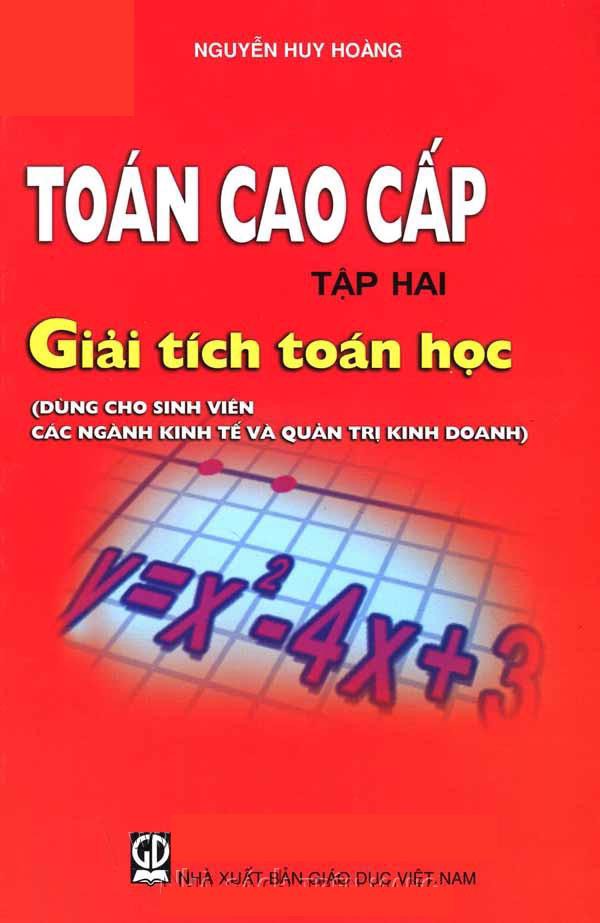 NGUYỄN HUY HOÀNG
TOÁN CAO CẤP
TẬP HAI
Giải tích toán học
(DÙNG CHO SINH VIÊN
CÁC NGÀNH KINH TẾ VÀ QUẢN TRỊ KINH DOANH)
y=x²-4x+3
GD
NHÀ XUẤT BẢN GIÁO DỤC VIỆT NAM